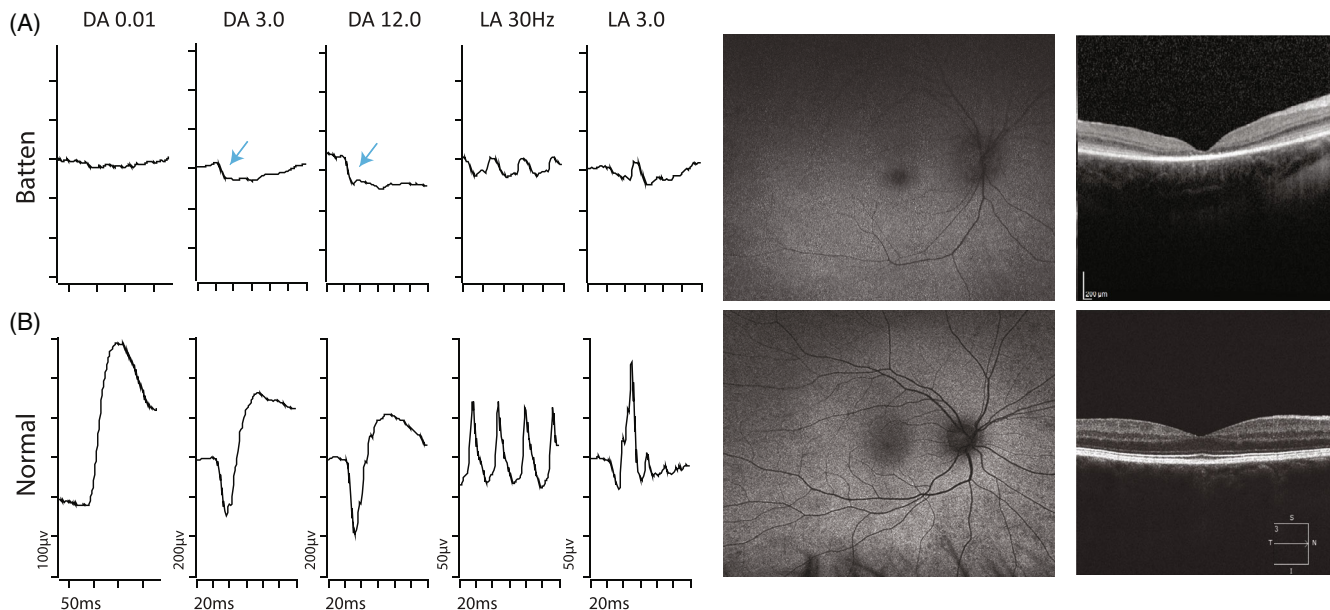 (A)
DA 0.01 DA 3.0 DA 12.0 LA 30Hz LA 3.0
Batten
200 µm
(B)
Normal
100µv 200µv 200µv 50µv 50µv
50ms 20ms 20ms 20ms 20ms
S
3
T N
I